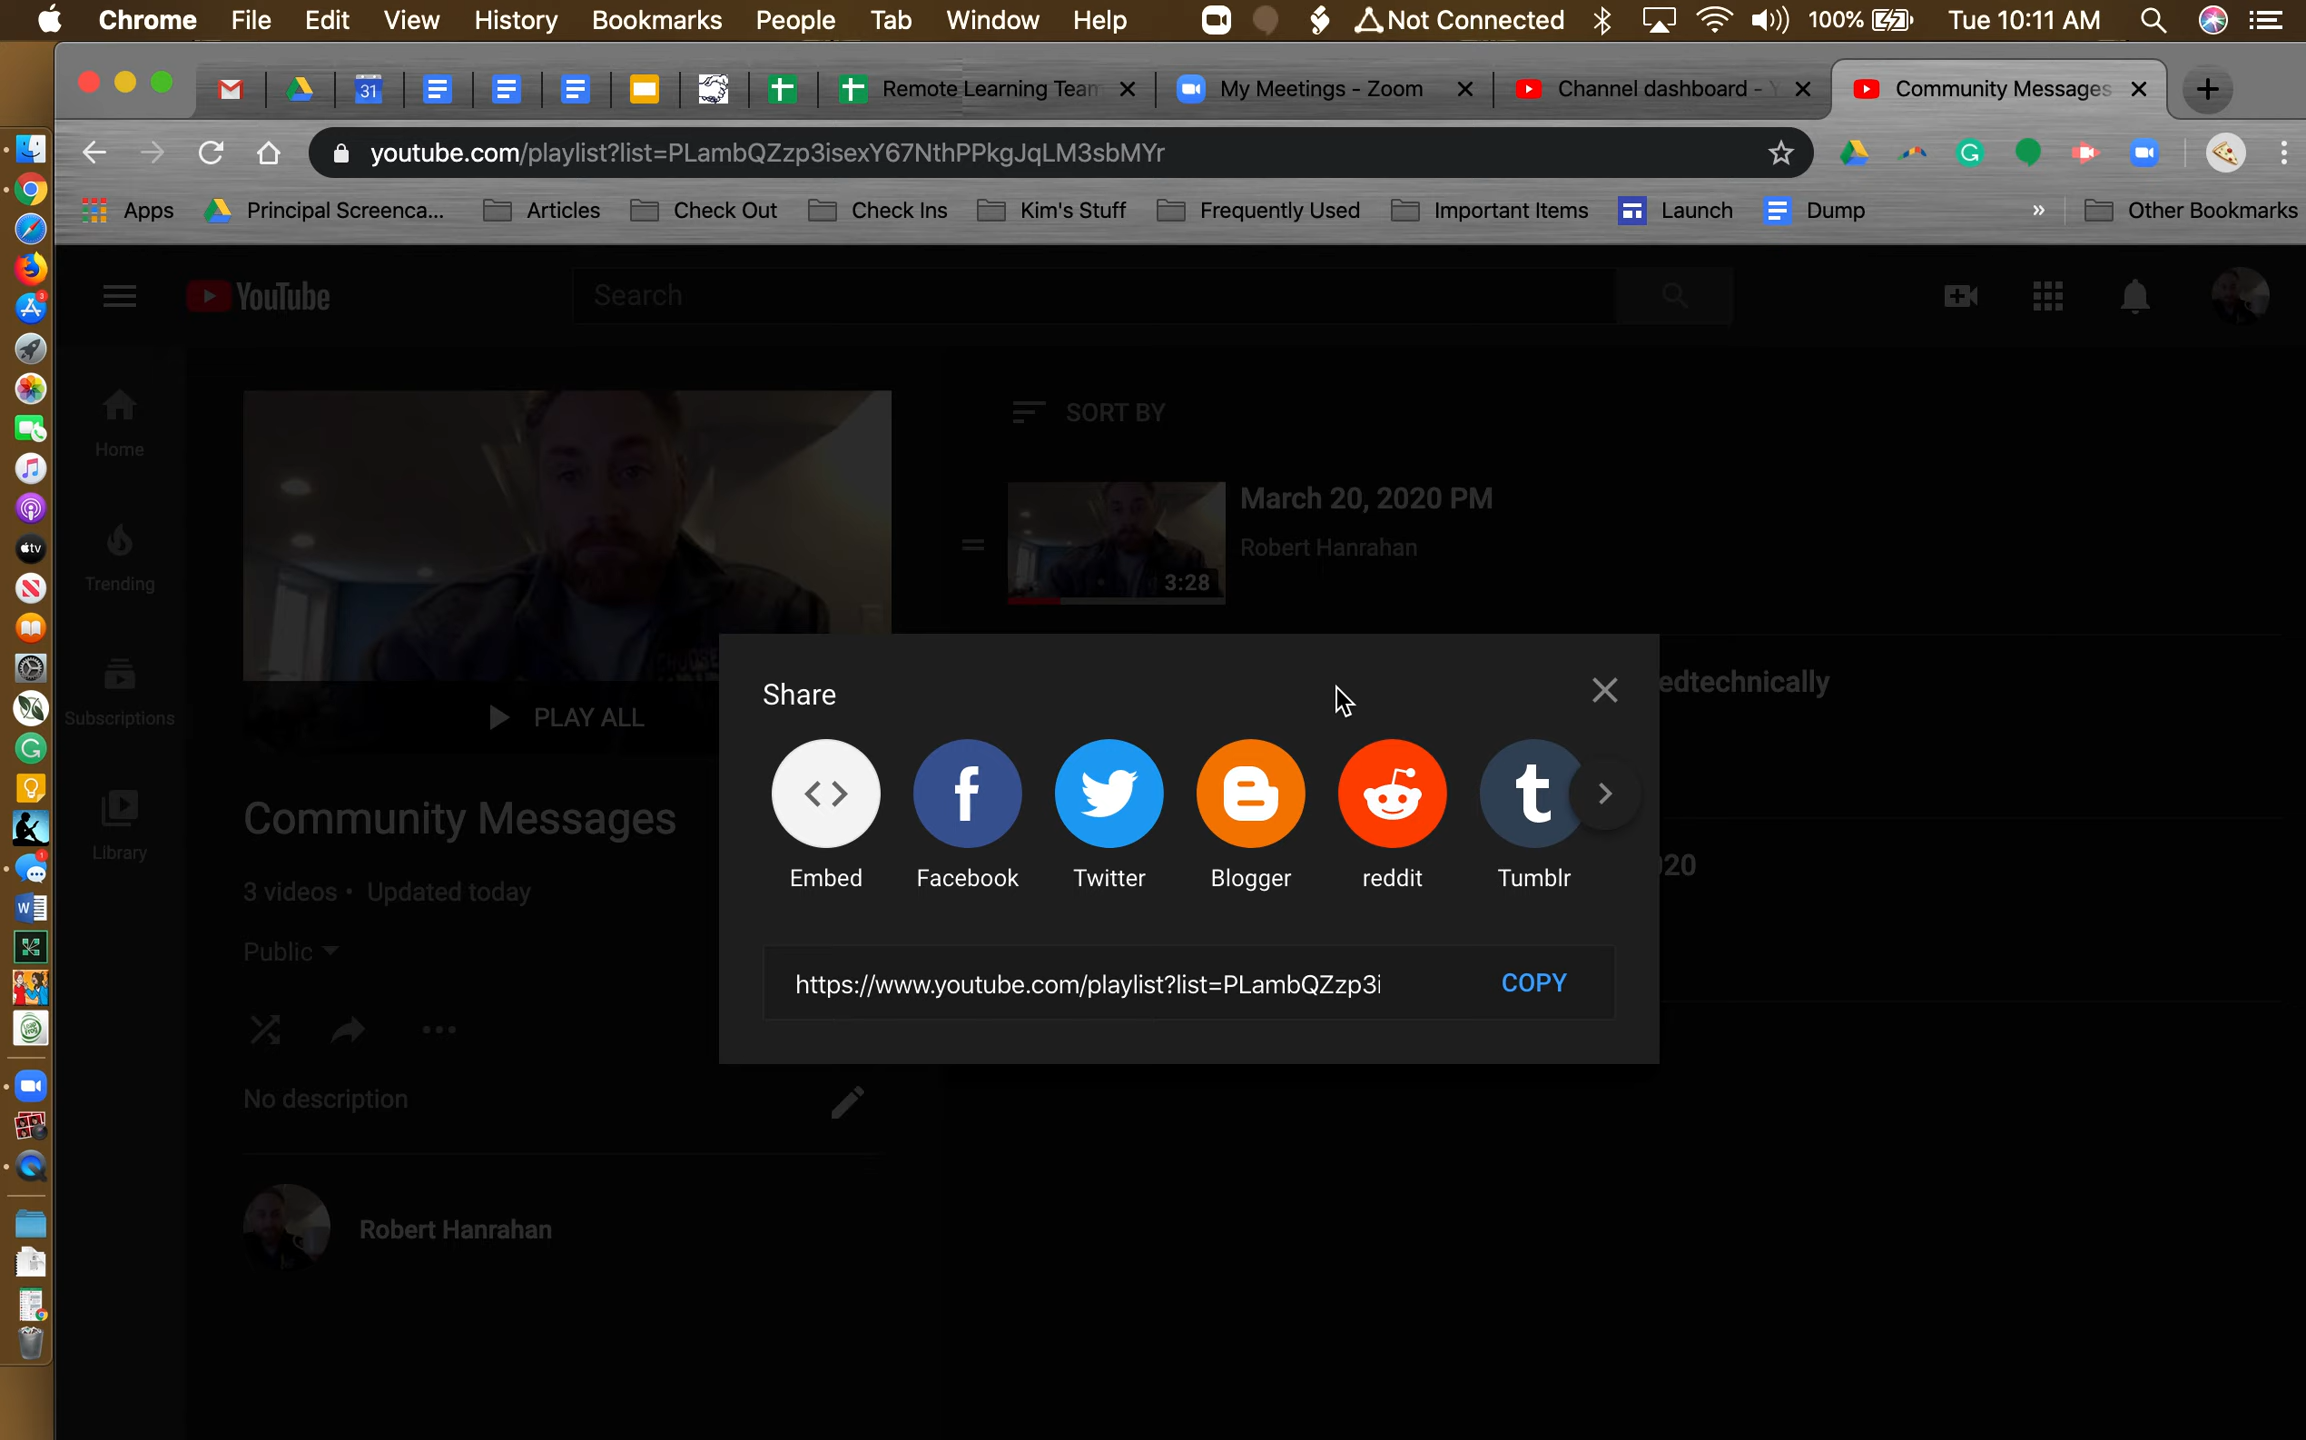 Chrome File Edit View History Bookmarks People Tab Window Help Not Connected 100% Tue 10:11 AM
31 Remote Learning Team My Meetings - Zoom Channel dashboard - Community Messages
youtube.com/playlist?list=PLambQZzp3isexY67NthPPkgJqLM3sbMYr
Apps Principal Screenca... Articles Check Out Check Ins Kim's Stuff Frequently Used Important Items Launch Dump » Other Bookmarks
YouTube Search
Home
Trending
Subscriptions
Library
PLAY ALL
Community Messages
3 videos • Updated today
Public
No description
Robert Hanrahan
SORT BY
March 20, 2020 PM
Robert Hanrahan
3:28
edtechnically
020
Share
Embed Facebook Twitter Blogger reddit Tumblr
https://www.youtube.com/playlist?list=PLambQZzp3i
COPY